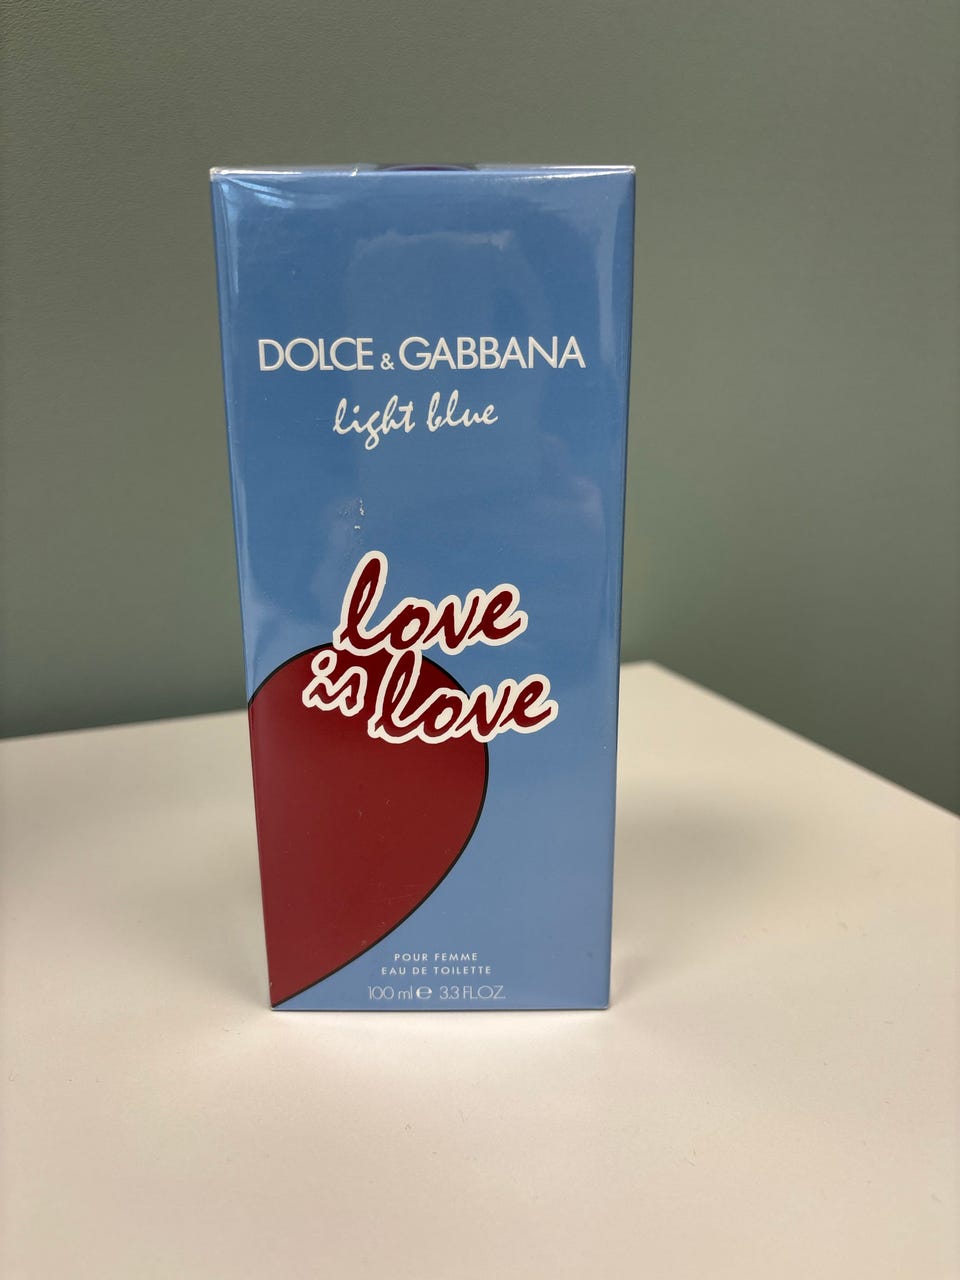 DOLCE & GABBANA
light blue
love
is love
POUR FEMME
EAU DE TOILETTE
100 ml ℮ 3.3 FL.OZ.